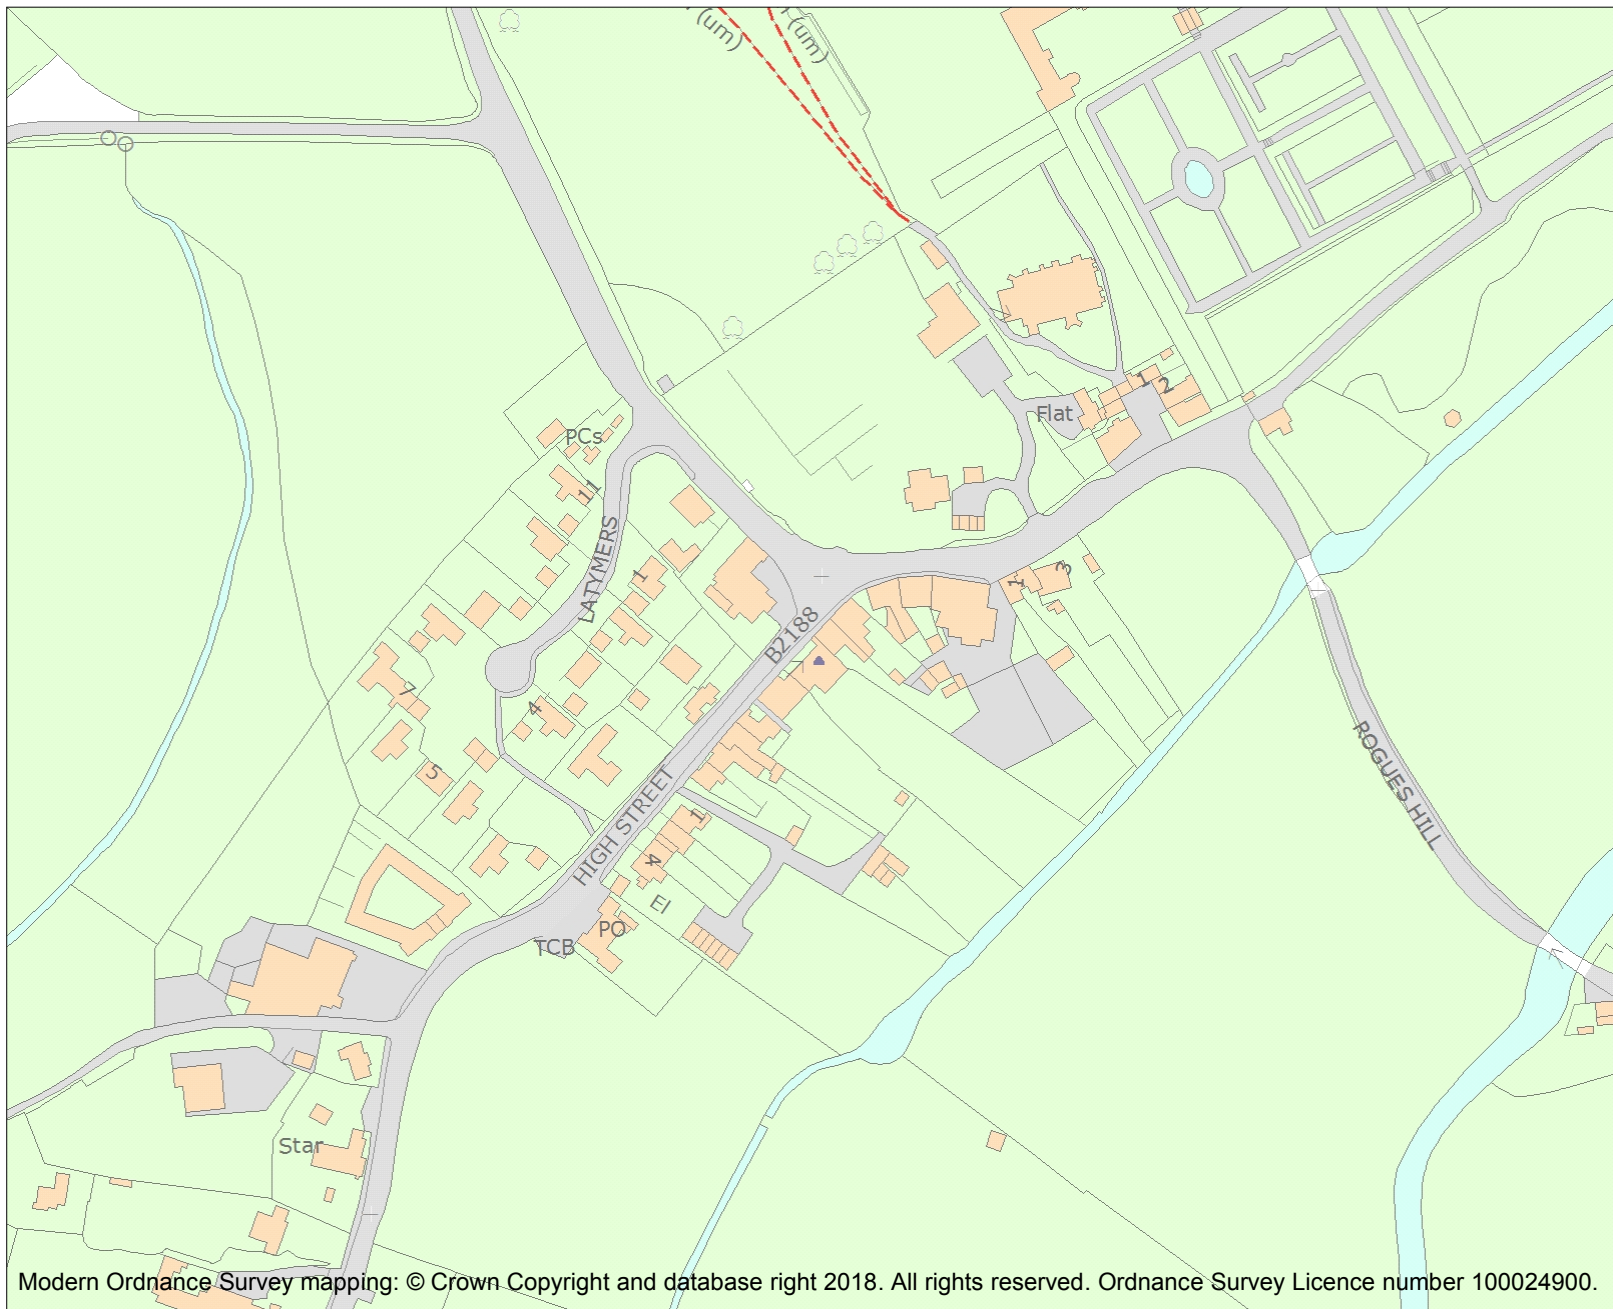 (um)
(um)
Flat
1
2
PCs
11
LATYMERS
1
1
3
B2188
7
4
5
ROGUES HILL
HIGH STREET
1
4
El
PO
TCB
Star
Modern Ordnance Survey mapping: © Crown Copyright and database right 2018. All rights reserved. Ordnance Survey Licence number 100024900.